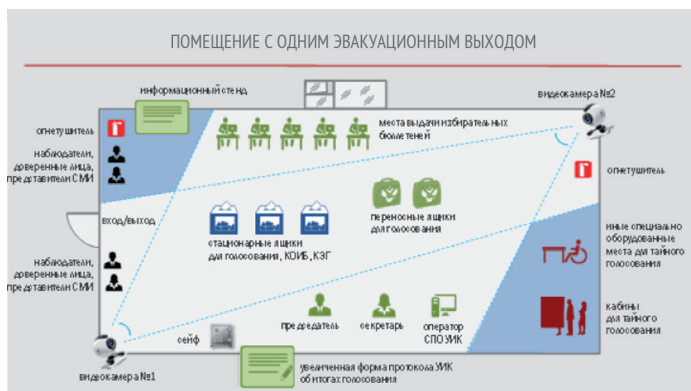 ПОМЕЩЕНИЕ С ОДНИМ ЭВАКУАЦИОННЫМ ВЫХОДОМ
информационный стенд
видеокамера №2
огнетушитель
места выдачи избирательных
бюллетеней
наблюдатели,
доверенные лица,
представители СМИ
огнетушитель
вход/выход
стационарные ящики
для голосования, КОИБ, КЭГ
переносные ящики
для голосования
иные специально
оборудованные
места для тайного
голосования
наблюдатели,
доверенные лица,
представители СМИ
кабины
для тайного
голосования
сейф
председатель
секретарь
оператор
СПО УИК
видеокамера №1
увеличенная форма протокола УИК
об итогах голосования